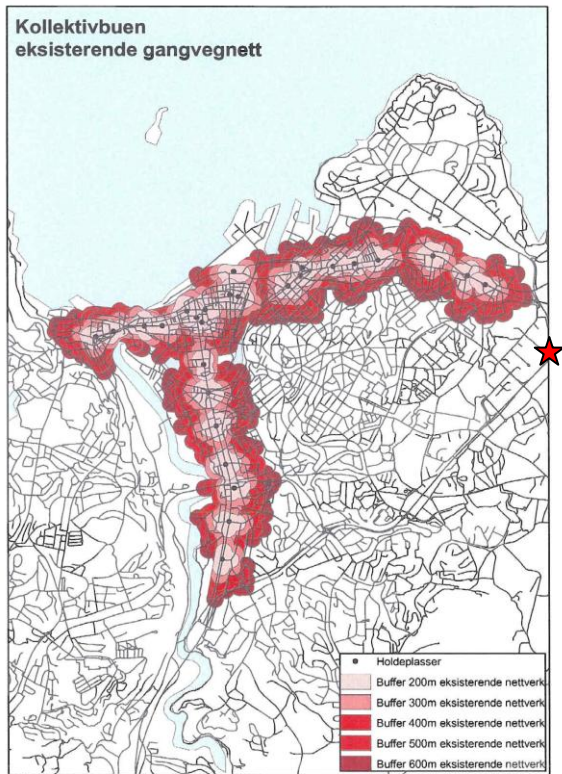 Kollektivbuen
eksisterende gangvegnett
Holdeplasser
Buffer 200m eksisterende nettverk
Buffer 300m eksisterende nettverk
Buffer 400m eksisterende nettverk
Buffer 500m eksisterende nettverk
Buffer 600m eksisterende nettverk